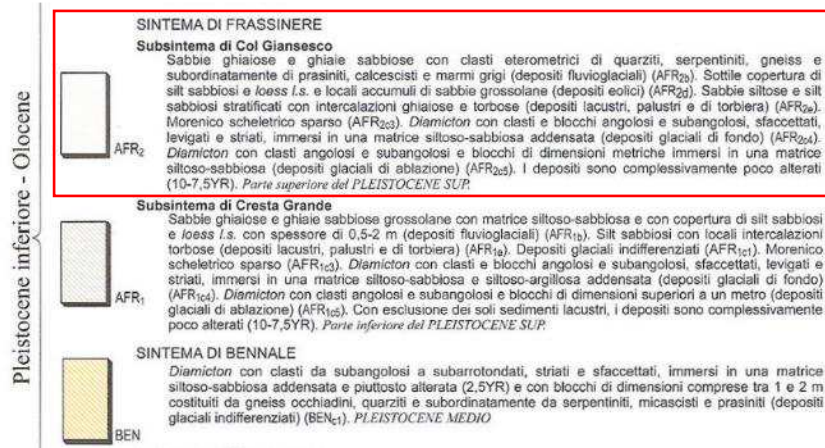 SINTEMA DI FRASSINERE
Subsintema di Col Giansesco
Sabbie ghiaiose e ghiaie sabbiose con clasti eterometrici di quarziti, serpentiniti, gneiss e
subordinatamente di prasiniti, calcescisti e marmi grigi (depositi fluvioglaciali) (AFR2b). Sottile copertura di
silt sabbiosi e loess l.s. e locali accumuli di sabbie grossolane (depositi eolici) (AFR2d). Sabbie siltose e silt
sabbiosi stratificati con intercalazioni ghiaiose e torbose (depositi lacustri, palustri e di torbiera) (AFR2e).
Morenico scheletrico sparso (AFR2c3). Diamicton con clasti e blocchi angolosi e subangolosi, sfaccettati,
levigati e striati, immersi in una matrice siltoso-sabbiosa addensata (depositi glaciali di fondo) (AFR2c4).
Diamicton con clasti angolosi e subangolosi e blocchi di dimensioni metriche immersi in una matrice
siltoso-sabbiosa (depositi glaciali di ablazione) (AFR2c5). I depositi sono complessivamente poco alterati
(10-7,5YR). Parte superiore del PLEISTOCENE SUP.
AFR2
Subsintema di Cresta Grande
Sabbie ghiaiose e ghiaie sabbiose grossolane con matrice siltoso-sabbiosa e con copertura di silt sabbiosi
e loess l.s. con spessore di 0,5-2 m (depositi fluvioglaciali) (AFR1b). Silt sabbiosi con locali intercalazioni
torbose (depositi lacustri, palustri e di torbiera) (AFR1e). Depositi glaciali indifferenziati (AFR1c1). Morenico
scheletrico sparso (AFR1c3). Diamicton con clasti e blocchi angolosi e subangolosi, sfaccettati, levigati e
striati, immersi in una matrice siltoso-sabbiosa e siltoso-argillosa addensata (depositi glaciali di fondo)
(AFR1c4). Diamicton con clasti angolosi e subangolosi e blocchi di dimensioni superiori a un metro (depositi
glaciali di ablazione) (AFR1c5). Con esclusione dei soli sedimenti lacustri, i depositi sono complessivamente
poco alterati (10-7,5YR). Parte inferiore del PLEISTOCENE SUP.
AFR1
SINTEMA DI BENNALE
Diamicton con clasti da subangolosi a subarrotondati, striati e sfaccettati, immersi in una matrice
siltoso-sabbiosa addensata e piuttosto alterata (2,5YR) e con blocchi di dimensioni comprese tra 1 e 2 m
costituiti da gneiss occhiadini, quarziti e subordinatamente da serpentiniti, micascisti e prasiniti (depositi
glaciali indifferenziati) (BENc1). PLEISTOCENE MEDIO
BEN
Pleistocene inferiore - Olocene